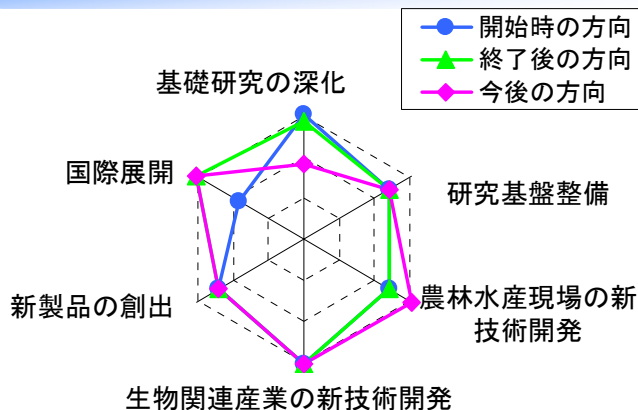 開始時の方向
終了後の方向
今後の方向
基礎研究の深化
国際展開
研究基盤整備
新製品の創出
農林水産現場の新
技術開発
生物関連産業の新技術開発